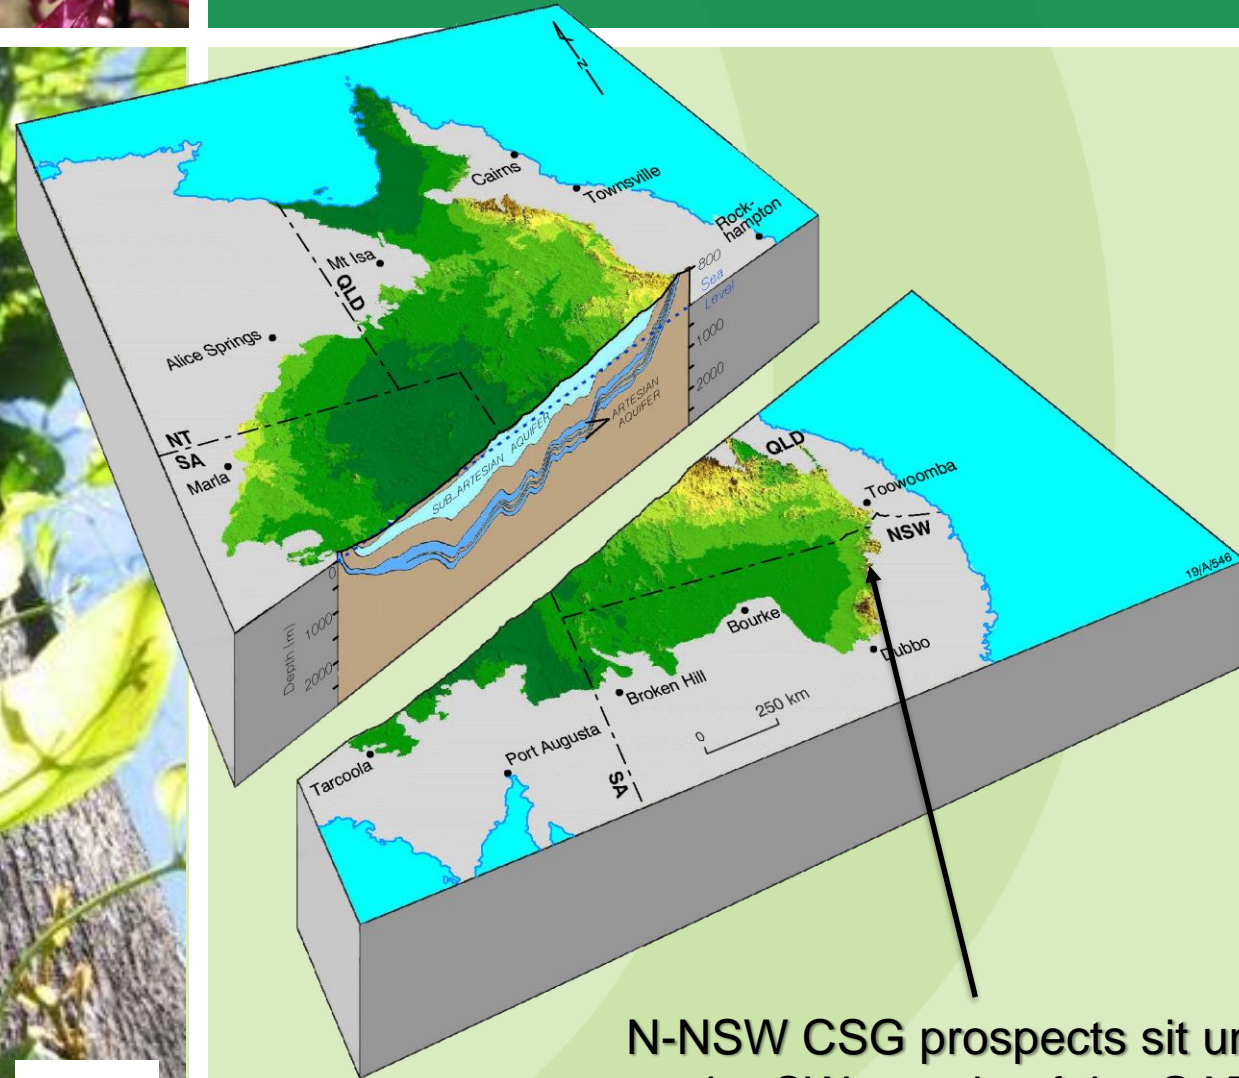 N
Cairns
Townsville
Rock-
hampton
Mt Isa
QLD
800
Sea
Level
1000
2000
Alice Springs
ARTESIAN
AQUIFER
SUB-ARTESIAN AQUIFER
NT
SA
Marla
0
1000
2000
Depth (m)
QLD
Toowoomba
NSW
19/A/546
Bourke
Dubbo
Broken Hill
250 km
0
Port Augusta
Tarcoola
SA
N-NSW CSG prospects sit